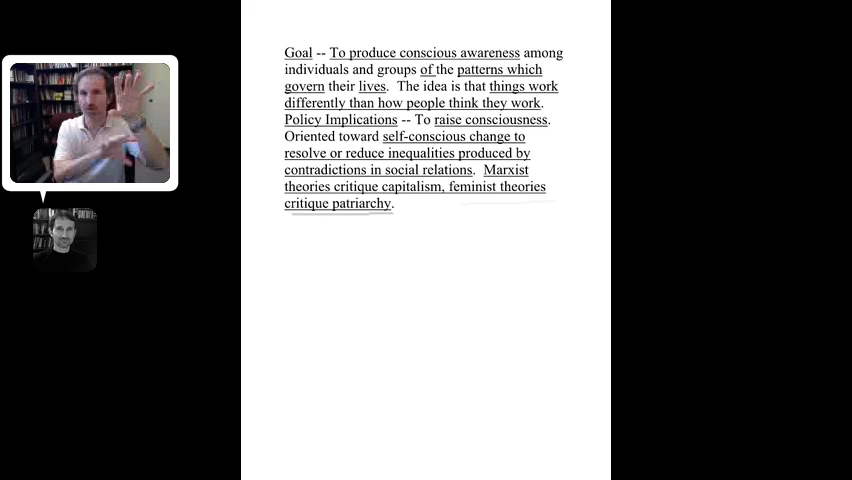 Goal -- To produce conscious awareness among
individuals and groups of the patterns which
govern their lives.  The idea is that things work
differently than how people think they work.
Policy Implications -- To raise consciousness.
Oriented toward self-conscious change to
resolve or reduce inequalities produced by
contradictions in social relations.  Marxist
theories critique capitalism, feminist theories
critique patriarchy.